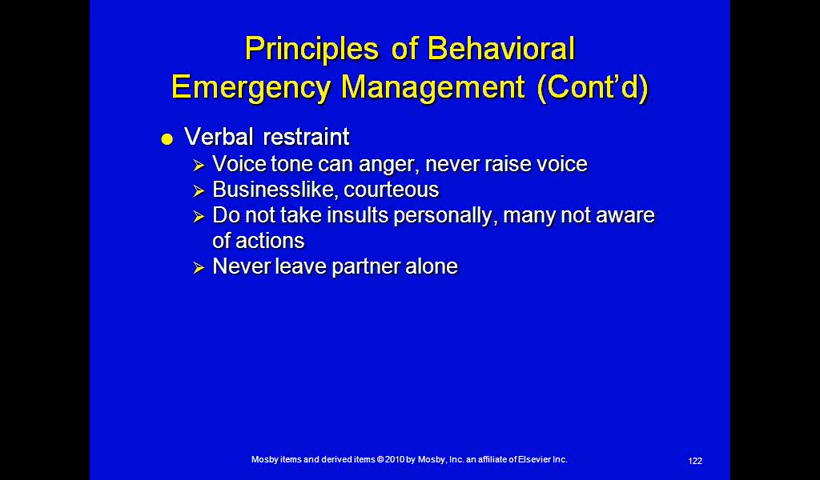 Principles of Behavioral
Emergency Management (Cont’d)
Verbal restraint
Voice tone can anger, never raise voice
Businesslike, courteous
Do not take insults personally, many not aware
of actions
Never leave partner alone
Mosby items and derived items © 2010 by Mosby, Inc. an affiliate of Elsevier Inc.
122